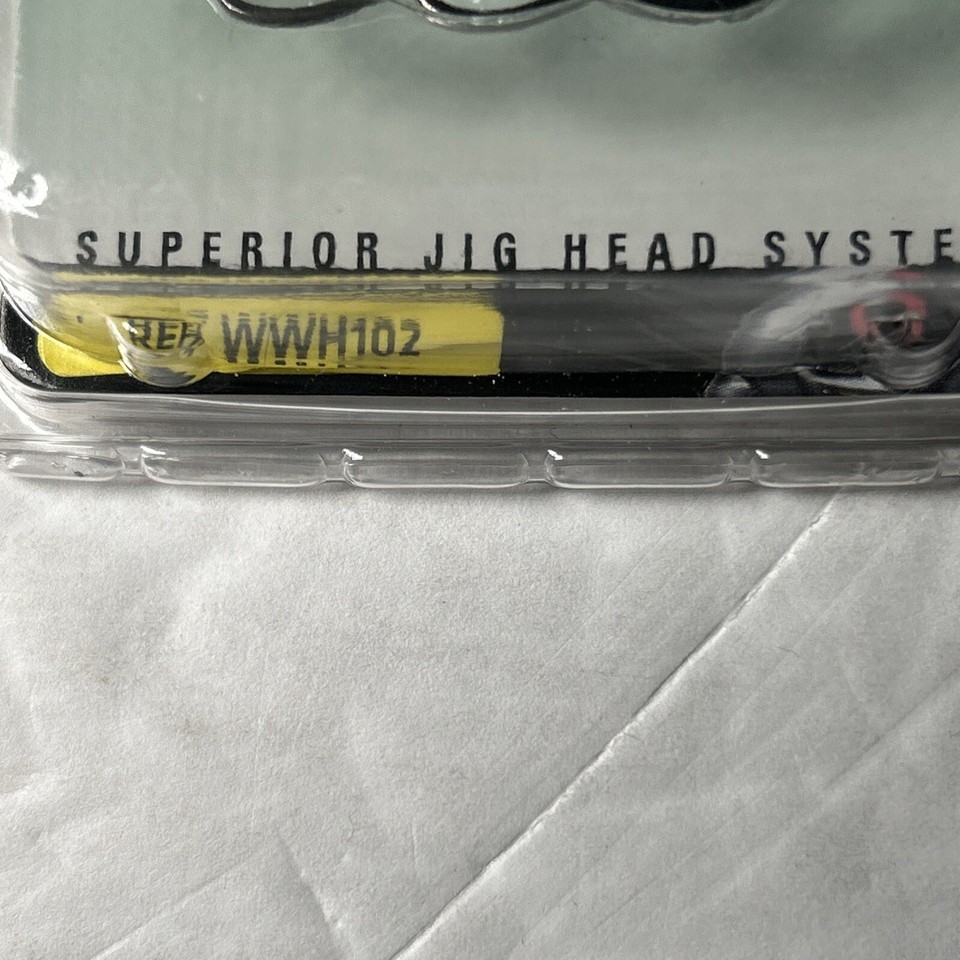 SUPERIOR JIG HEAD SYSTE
REF. WWH102